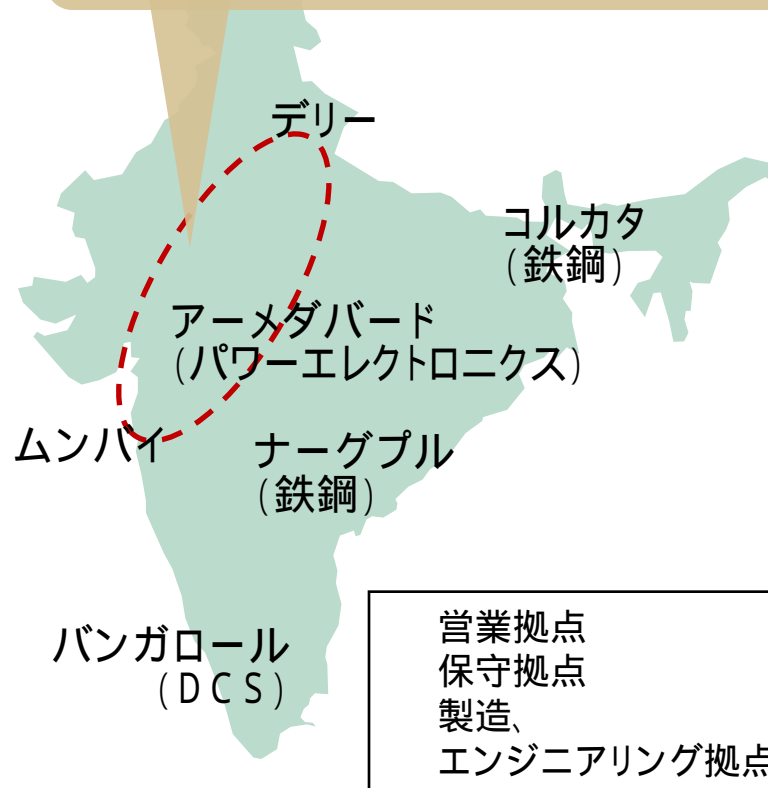 デリー
コルカタ
(鉄鋼)
アーメダバード
(パワーエレクトロニクス)
ムンバイ
ナーグプル
(鉄鋼)
バンガロール
(DCS)
営業拠点
保守拠点
製造、
エンジニアリング拠点